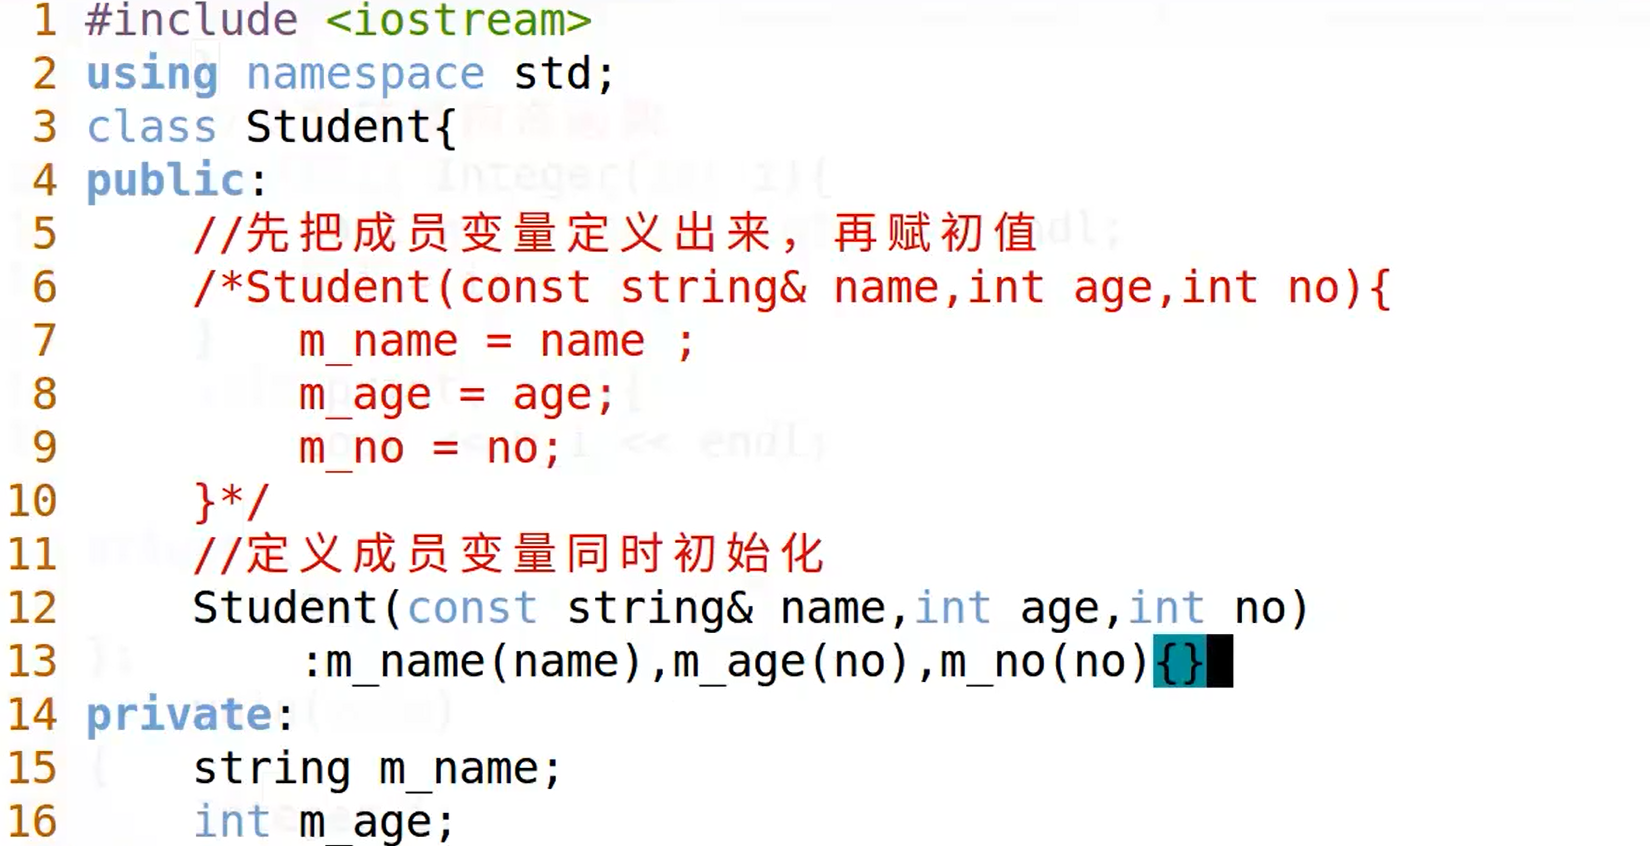 1 #include <iostream>
2 using namespace std;
3 class Student{
4 public:
5     //先把成员变量定义出来，再赋初值
6     /*Student(const string& name,int age,int no){
7         m_name = name ;
8         m_age = age;
9         m_no = no;
10     }*/
11     //定义成员变量同时初始化
12     Student(const string& name,int age,int no)
13         :m_name(name),m_age(no),m_no(no){}
14 private:
15     string m_name;
16     int m_age;